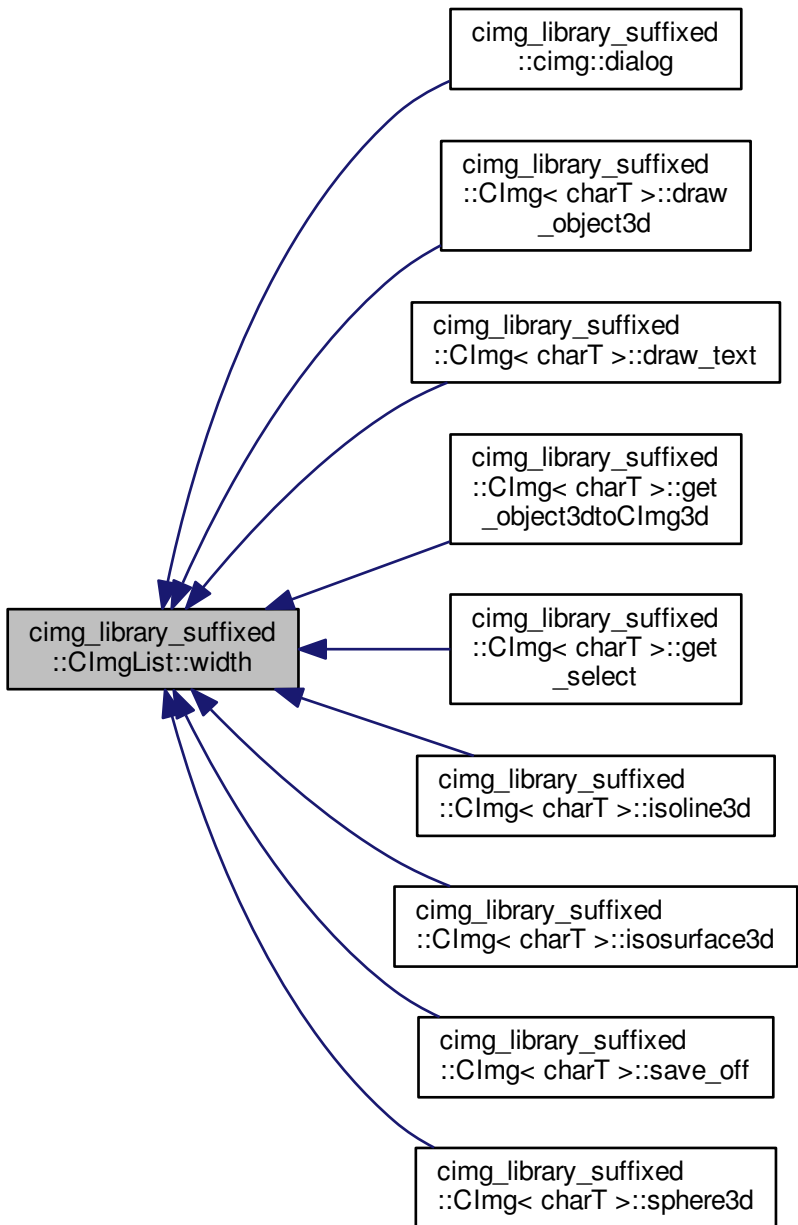 cimg_library_suffixed
::cimg::dialog
cimg_library_suffixed
::CImg< charT >::draw
_object3d
cimg_library_suffixed
::CImg< charT >::draw_text
cimg_library_suffixed
::CImg< charT >::get
_object3dtoCImg3d
cimg_library_suffixed
::CImgList::width
cimg_library_suffixed
::CImg< charT >::get
_select
cimg_library_suffixed
::CImg< charT >::isoline3d
cimg_library_suffixed
::CImg< charT >::isosurface3d
cimg_library_suffixed
::CImg< charT >::save_off
cimg_library_suffixed
::CImg< charT >::sphere3d